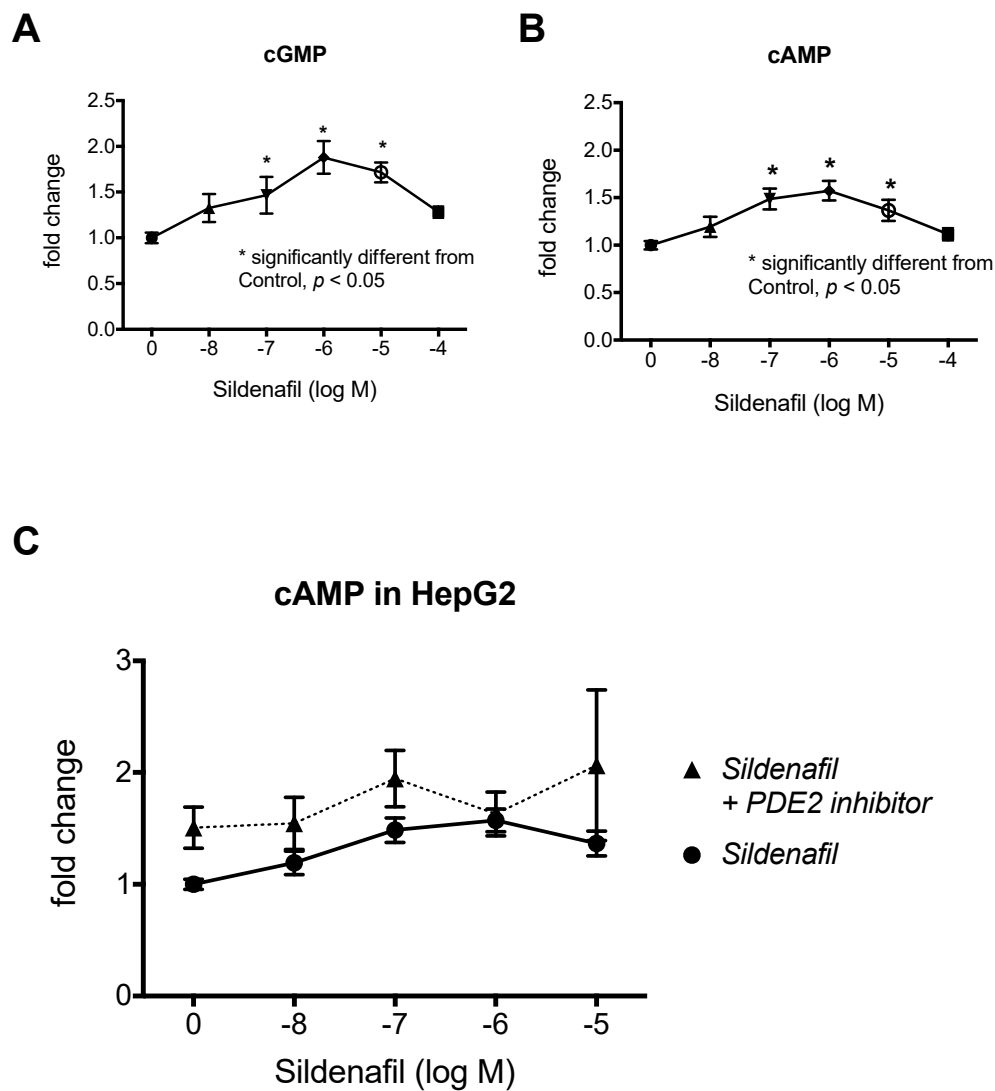 A
cGMP
fold change
2.5
2.0
1.5
1.0
0.0
* * *
* significantly different from
Control, p < 0.05
0 -8 -7 -6 -5 -4
Sildenafil (log M)
B
cAMP
fold change
2.5
2.0
1.5
1.0
0.5
0.0
* * *
* significantly different from
Control, p < 0.05
0 -8 -7 -6 -5 -4
Sildenafil (log M)
C
cAMP in HepG2
fold change
3
2
1
0
0 -8 -7 -6 -5
Sildenafil (log M)
Sildenafil
+ PDE2 inhibitor
Sildenafil